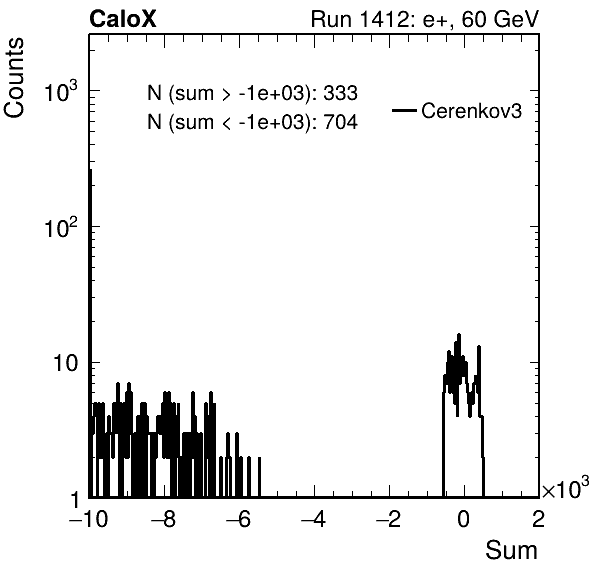 CaloX Run 1412: e+, 60 GeV
Counts
N (sum > -1e+03): 333
N (sum < -1e+03): 704
Cerenkov3
10³
10²
10
1
−10 −8 −6 −4 −2 0 2
×10³
Sum